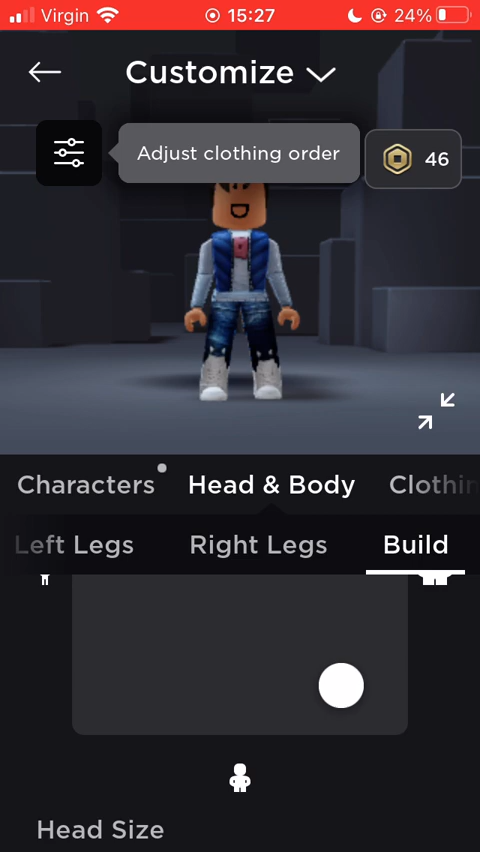 Virgin 15:27 24%
Customize
Adjust clothing order
46
Characters Head & Body Clothin
Left Legs Right Legs Build
Head Size